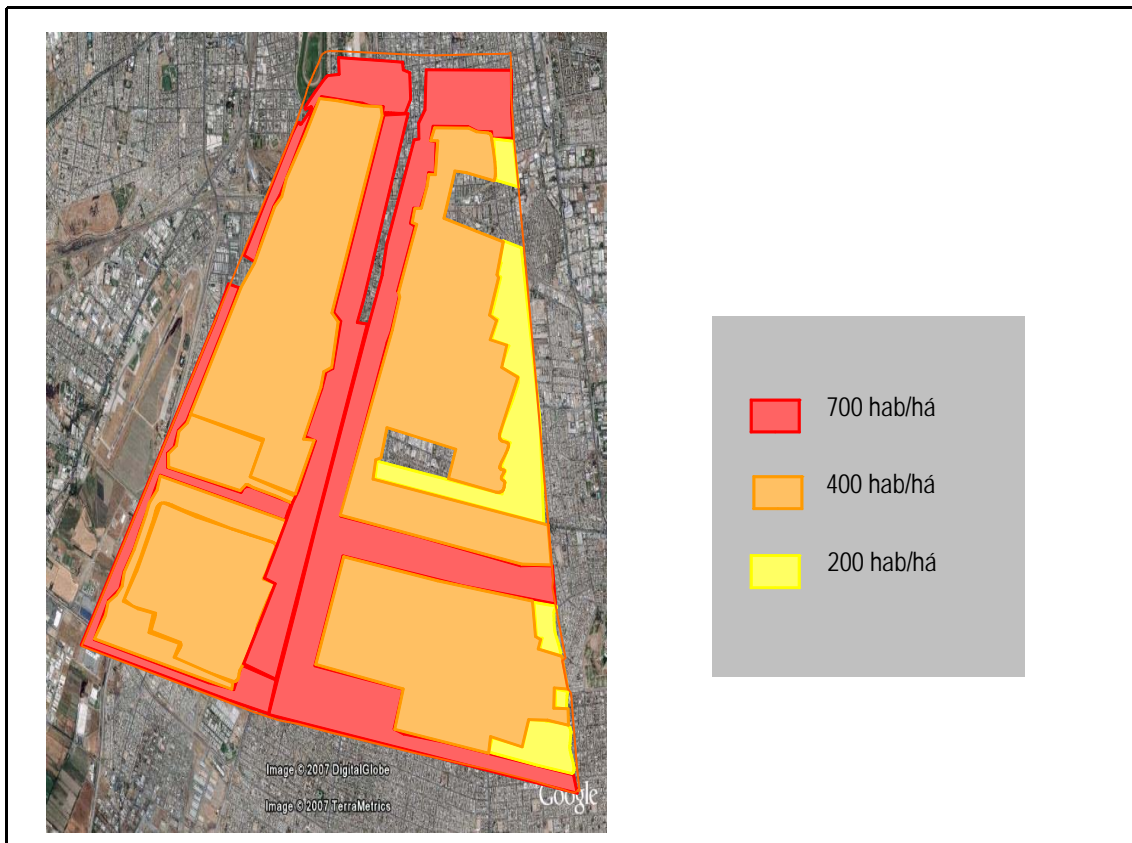 700 hab/há
400 hab/há
200 hab/há
Image © 2007 DigitalGlobe
Image © 2007 TerraMetrics
Google